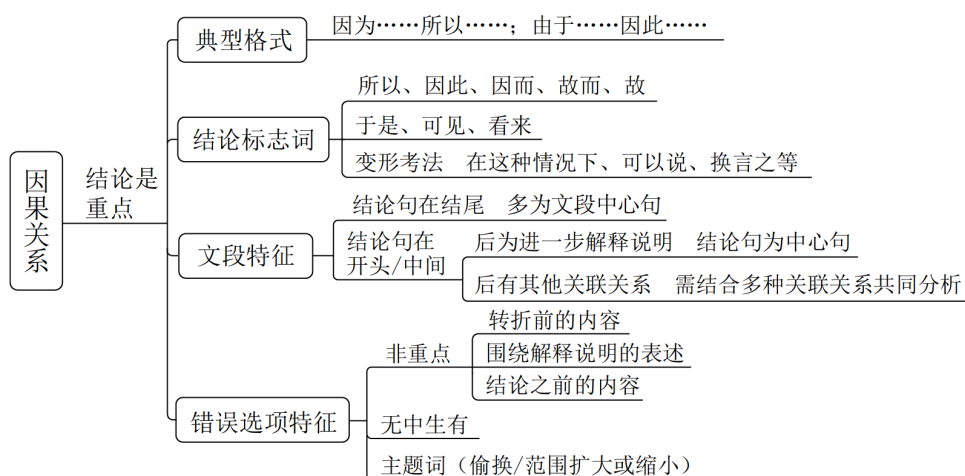 因果关系
结论是
重点
典型格式
因为……所以……；由于……因此……
结论标志词
所以、因此、因而、故而、故
于是、可见、看来
变形考法 在这种情况下、可以说、换言之等
文段特征
结论句在结尾 多为文段中心句
结论句在
开头/中间
后为进一步解释说明 结论句为中心句
后有其他关联关系 需结合多种关联关系共同分析
错误选项特征
非重点
转折前的内容
围绕解释说明的表述
结论之前的内容
无中生有
主题词（偷换/范围扩大或缩小）